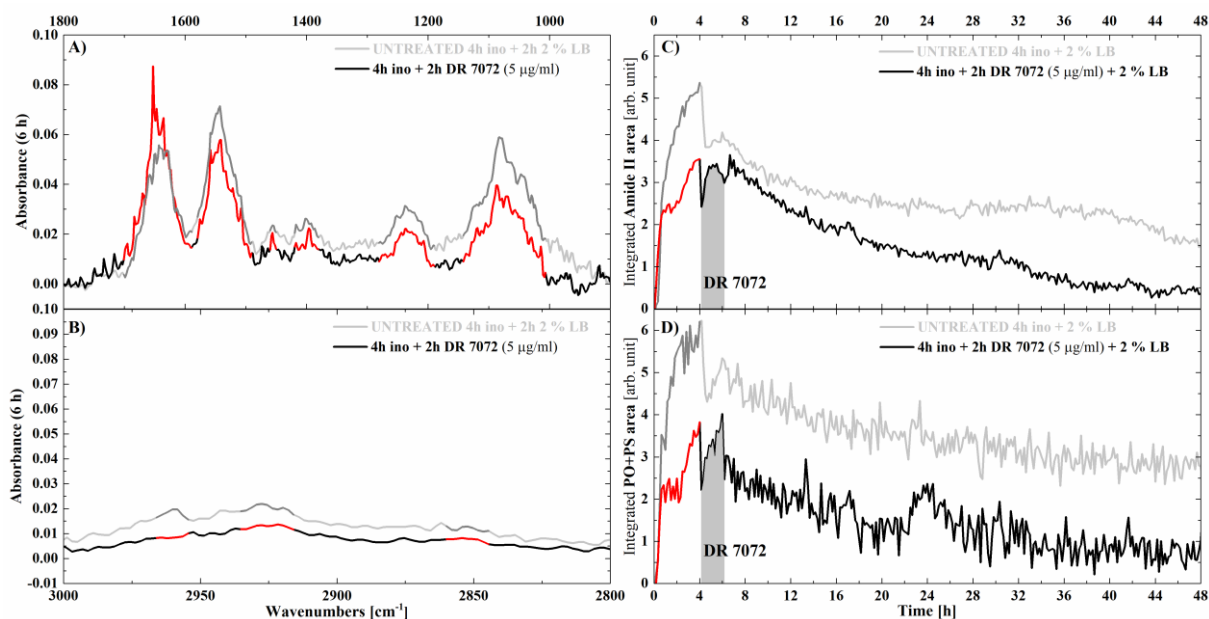 1800 1600 1400 1200 1000
A)
UNTREATED 4h ino + 2h 2 % LB
4h ino + 2h DR 7072 (5 µg/ml)
Absorbance (6 h)
0.10
0.08
0.06
0.04
0.02
0.00
B)
UNTREATED 4h ino + 2h 2 % LB
4h ino + 2h DR 7072 (5 µg/ml)
Absorbance (6 h)
0.10
0.09
0.08
0.07
0.06
0.05
0.04
0.03
0.02
0.01
0.00
-0.01
3000 2950 2900 2850 2800
Wavenumbers [cm-1]
0 4 8 12 16 20 24 28 32 36 40 44 48
C)
UNTREATED 4h ino + 2 % LB
4h ino + 2h DR 7072 (5 µg/ml) + 2 % LB
Integrated Amide II area [arb. unit]
6
5
4
3
2
1
0
DR 7072
D)
UNTREATED 4h ino + 2 % LB
4h ino + 2h DR 7072 (5 µg/ml) + 2 % LB
Integrated PO+PS area [arb. unit]
6
5
4
3
2
1
0
DR 7072
0 4 8 12 16 20 24 28 32 36 40 44 48
Time [h]